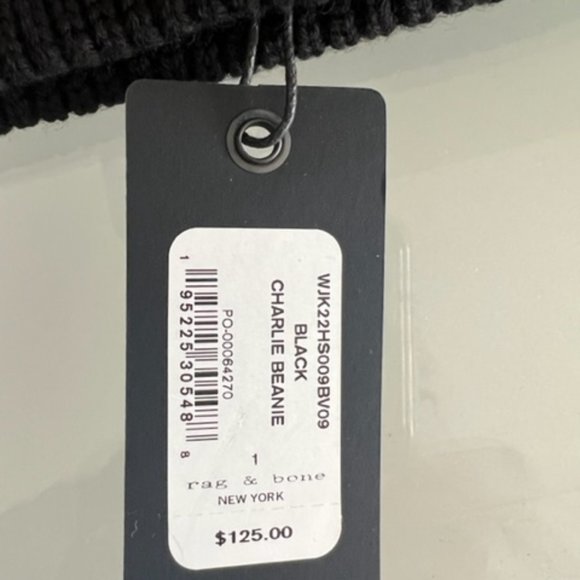 WJK22HS009BV09
BLACK
CHARLIE BEANIE
PO-00064270
1 95225 30548 8
1
rag & bone
NEW YORK
$125.00